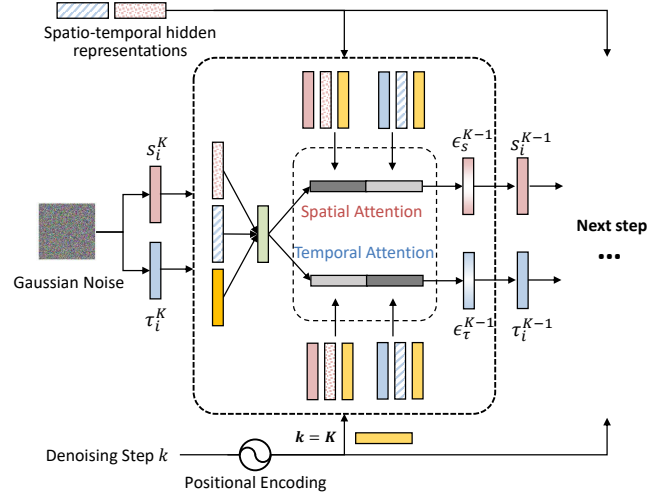 Spatio-temporal hidden
representations
s_i^K
τ_i^K
Gaussian Noise
Spatial Attention
Temporal Attention
ϵ_s^{K-1}
s_i^{K-1}
ϵ_τ^{K-1}
τ_i^{K-1}
Next step
...
k = K
Denoising Step k
Positional Encoding